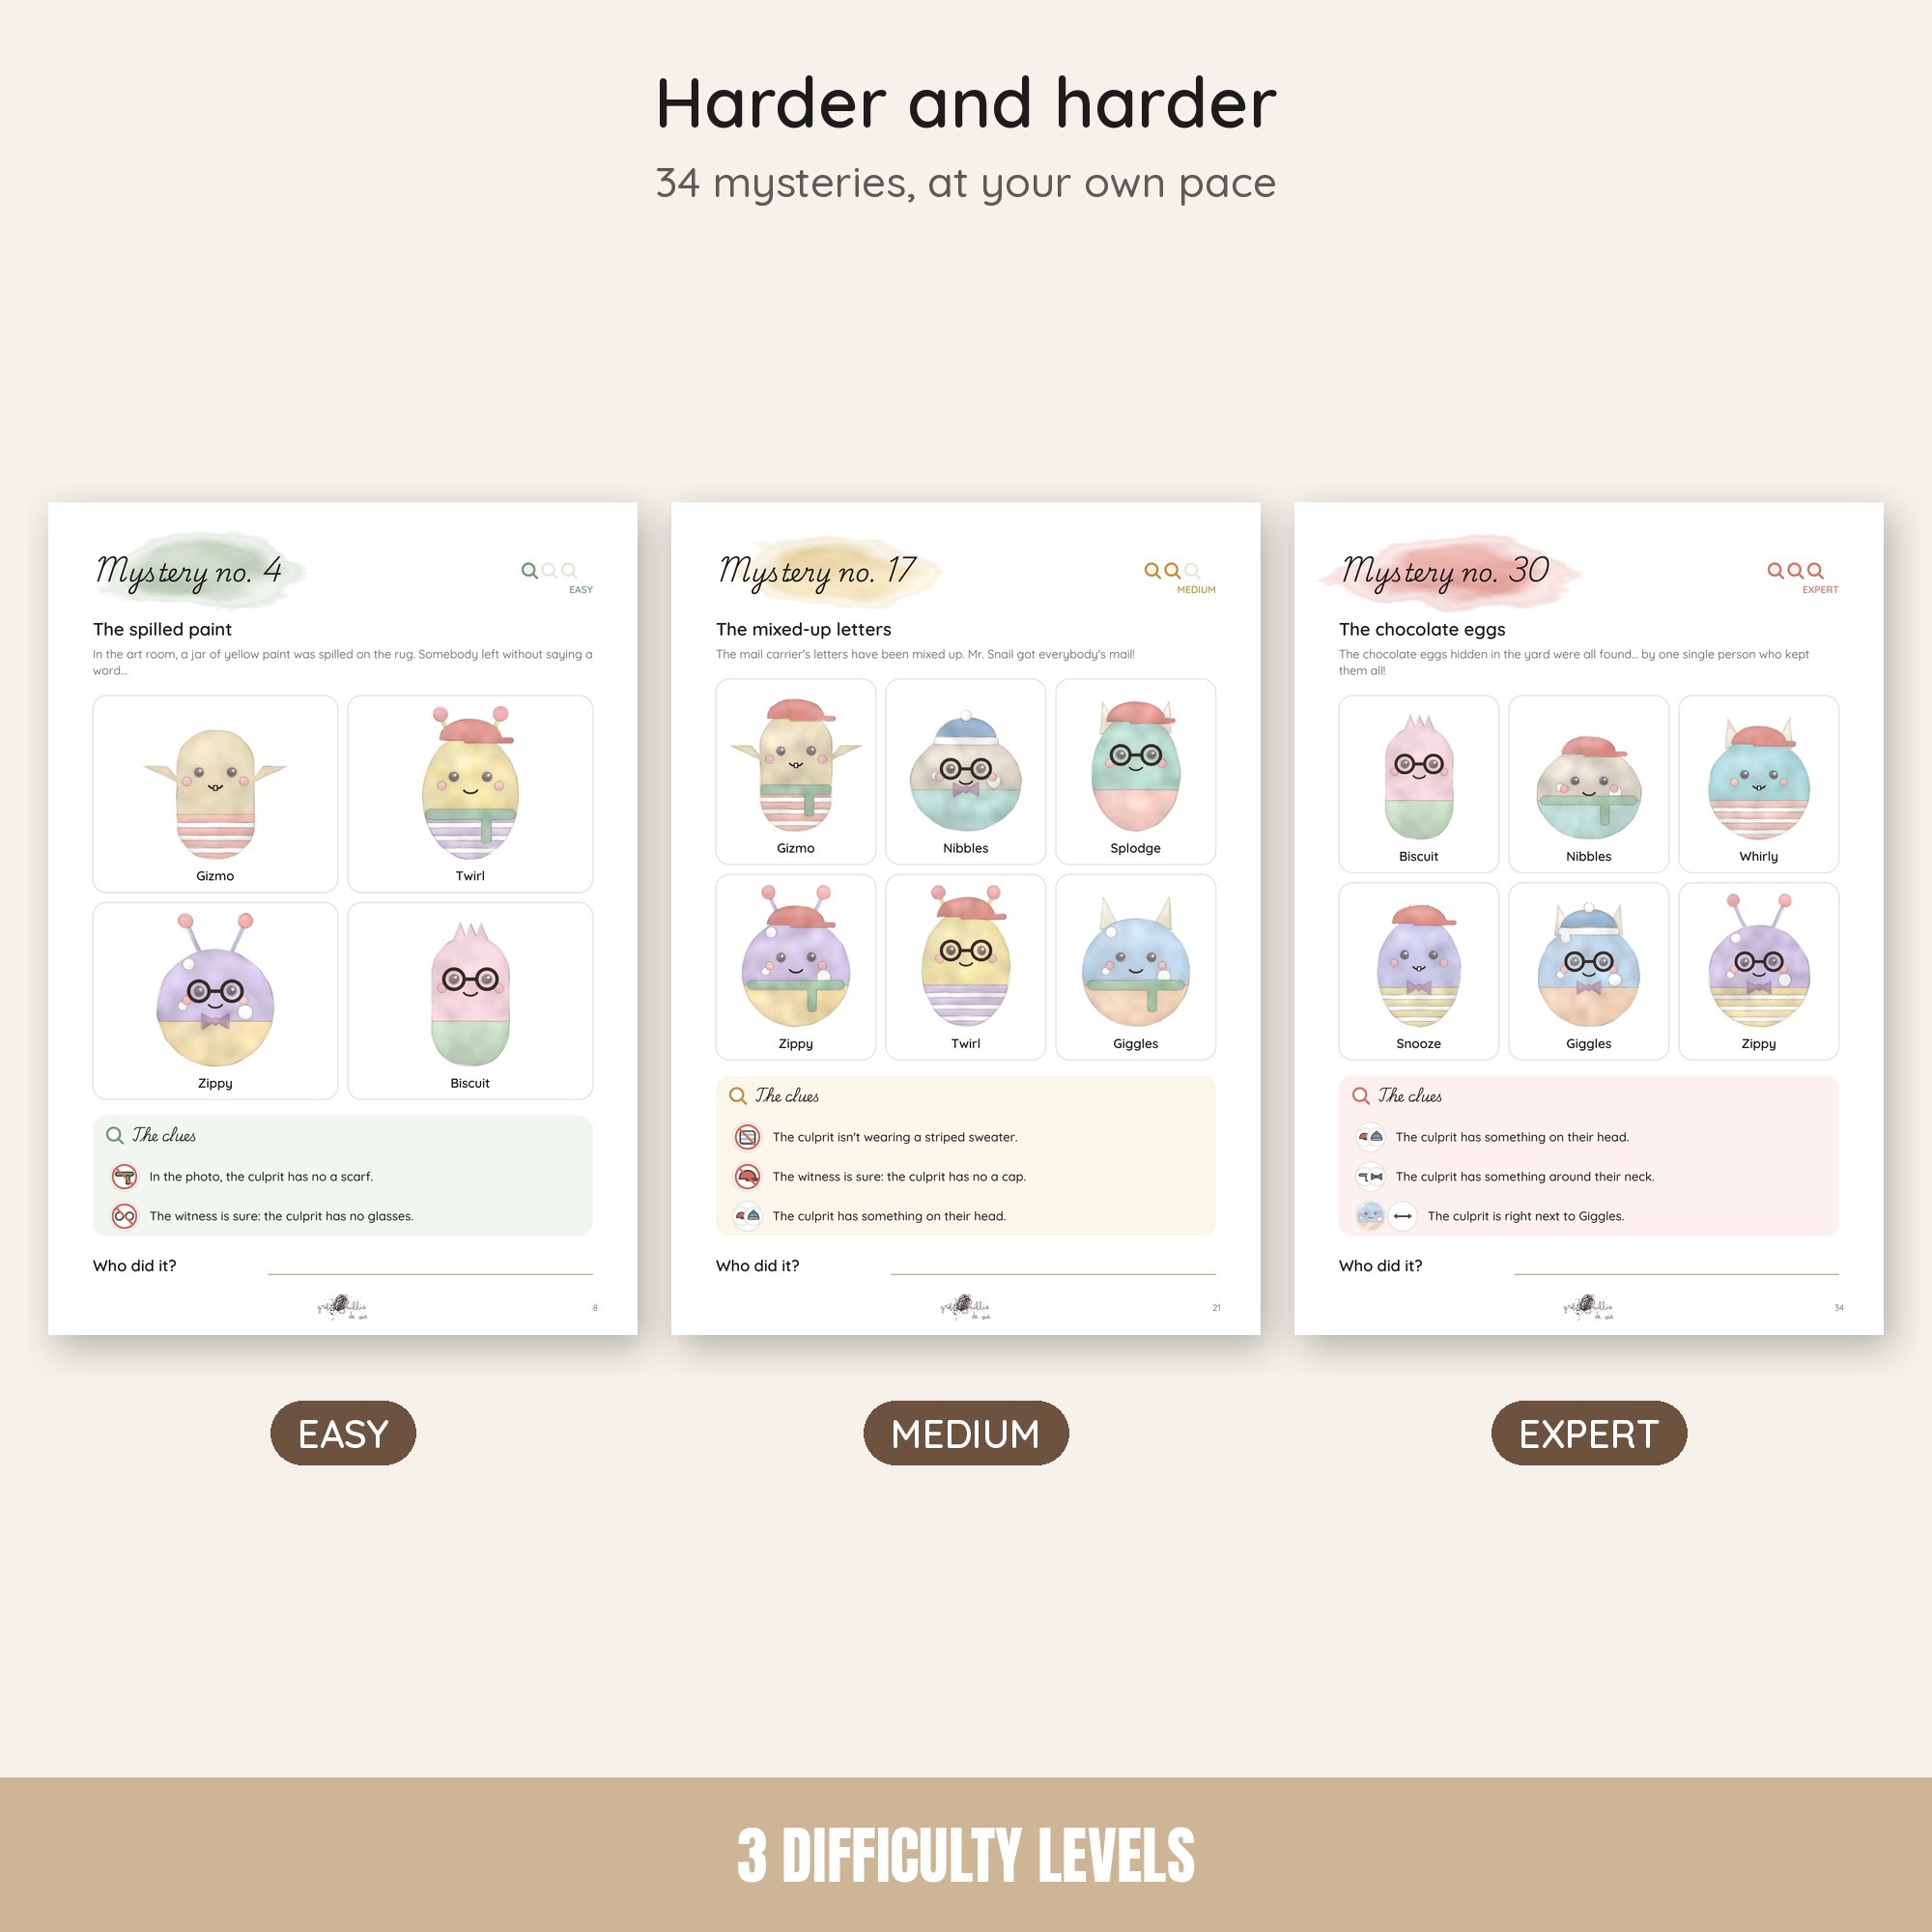 Harder and harder
34 mysteries, at your own pace
Mystery no. 4
EASY
The spilled paint
In the art room, a jar of yellow paint was spilled on the rug. Somebody left without saying a
word...
Gizmo
Twirl
Zippy
Biscuit
The clues
In the photo, the culprit has no a scarf.
The witness is sure: the culprit has no glasses.
Who did it?
8
Mystery no. 17
MEDIUM
The mixed-up letters
The mail carrier's letters have been mixed up. Mr. Snail got everybody's mail!
Gizmo
Nibbles
Splodge
Zippy
Twirl
Giggles
The clues
The culprit isn't wearing a striped sweater.
The witness is sure: the culprit has no a cap.
The culprit has something on their head.
Who did it?
21
Mystery no. 30
EXPERT
The chocolate eggs
The chocolate eggs hidden in the yard were all found... by one single person who kept
them all!
Biscuit
Nibbles
Whirly
Snooze
Giggles
Zippy
The clues
The culprit has something on their head.
The culprit has something around their neck.
The culprit is right next to Giggles.
Who did it?
34
EASY
MEDIUM
EXPERT
3 DIFFICULTY LEVELS